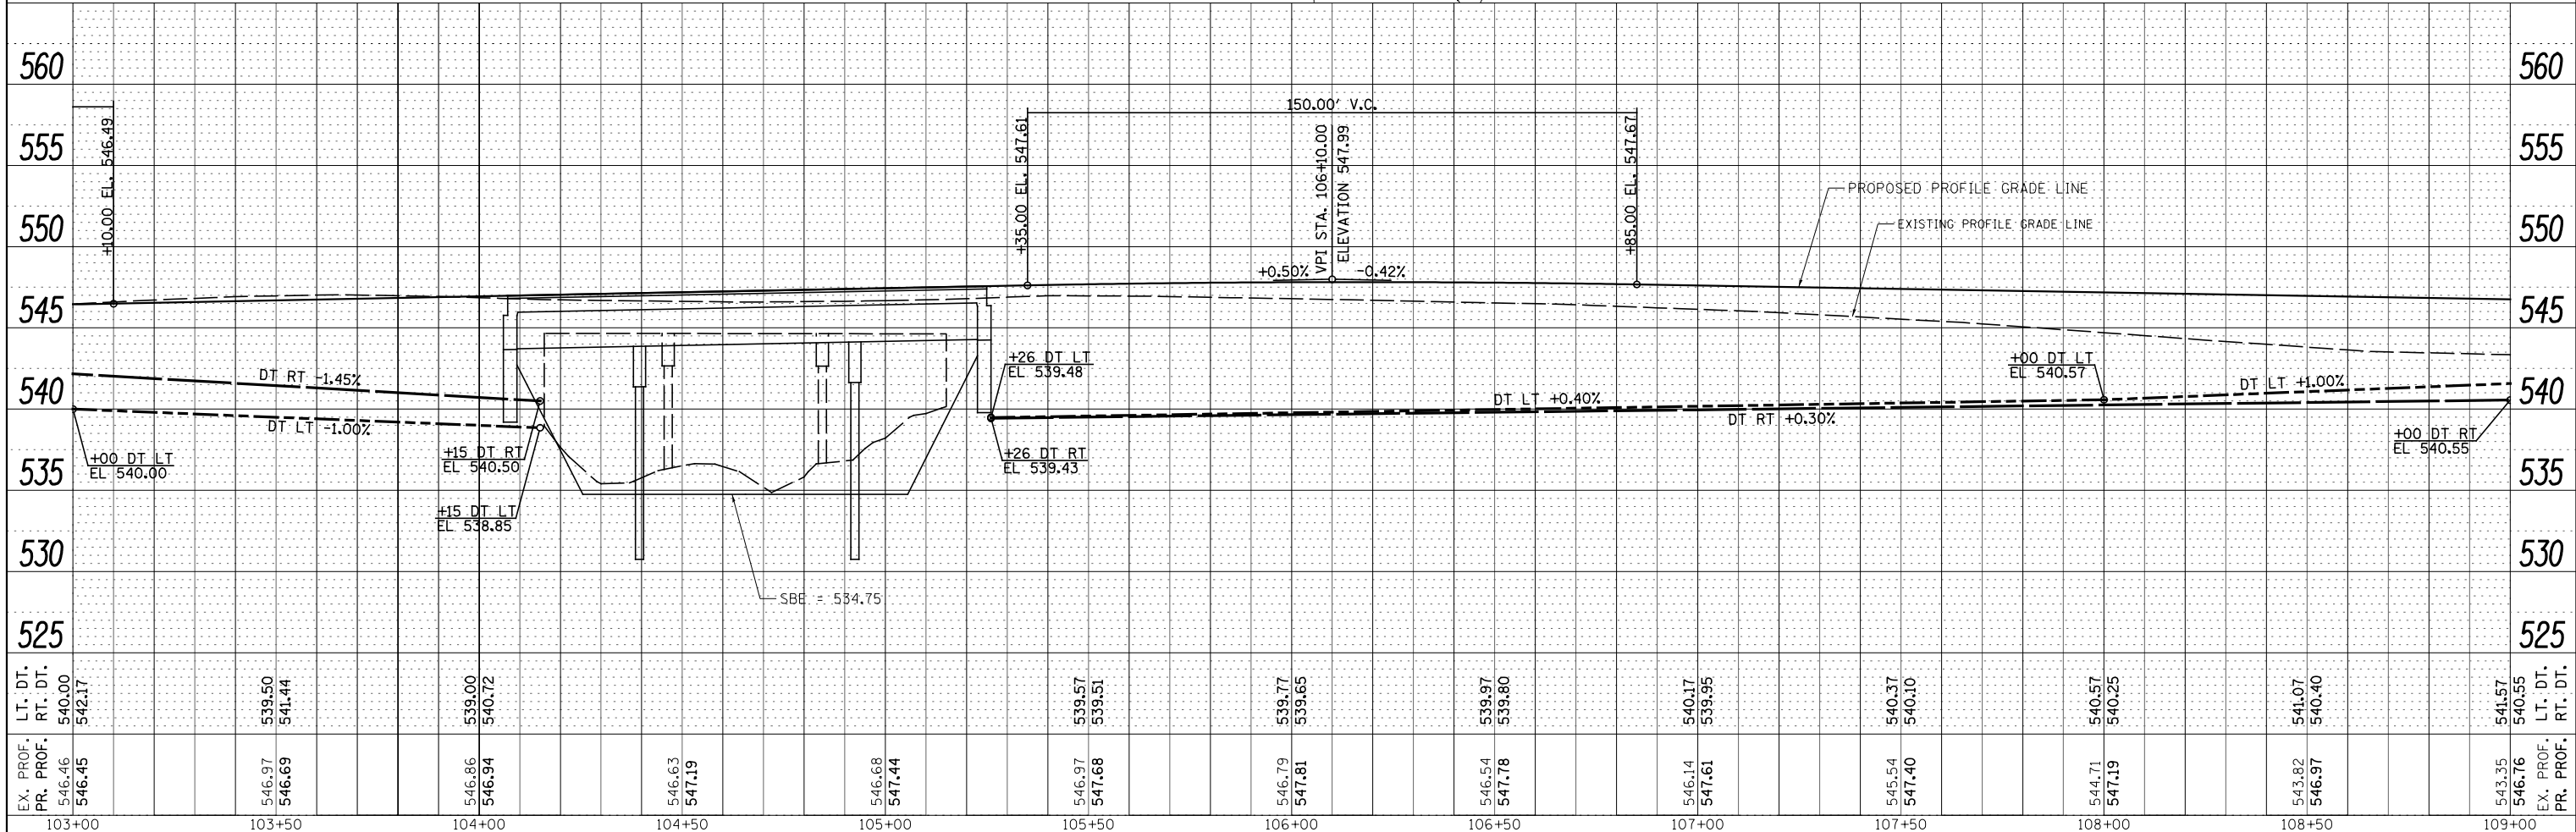 560
560
555
555
550
550
545
545
540
540
535
535
530
530
525
525
+10.00 EL. 546.49
150.00' V.C.
+35.00 EL. 547.61
VPI STA. 106+10.00
ELEVATION 547.99
+85.00 EL. 547.67
+0.50%
-0.42%
PROPOSED PROFILE GRADE LINE
EXISTING PROFILE GRADE LINE
DT RT -1.45%
DT LT -1.00%
+00 DT LT
EL 540.00
+15 DT RT
EL 540.50
+15 DT LT
EL 538.85
SBE = 534.75
+26 DT LT
EL 539.48
+26 DT RT
EL 539.43
DT LT +0.40%
DT RT +0.30%
+00 DT LT
EL 540.57
DT LT +1.00%
+00 DT RT
EL 540.55
LT. DT. 540.00 539.50 539.00 539.57 539.77 539.97 540.17 540.37 540.57 541.07 541.57 LT. DT.
RT. DT. 542.17 541.44 540.72 539.51 539.65 539.80 539.95 540.10 540.25 540.40 540.55 RT. DT.
EX. PROF. 546.46 546.97 546.86 546.63 546.68 546.97 546.79 546.54 546.14 545.54 544.71 543.82 543.35 EX. PROF.
PR. PROF. 546.45 546.69 546.94 547.19 547.44 547.68 547.81 547.78 547.61 547.40 547.19 546.97 546.76 PR. PROF.
103+00 103+50 104+00 104+50 105+00 105+50 106+00 106+50 107+00 107+50 108+00 108+50 109+00